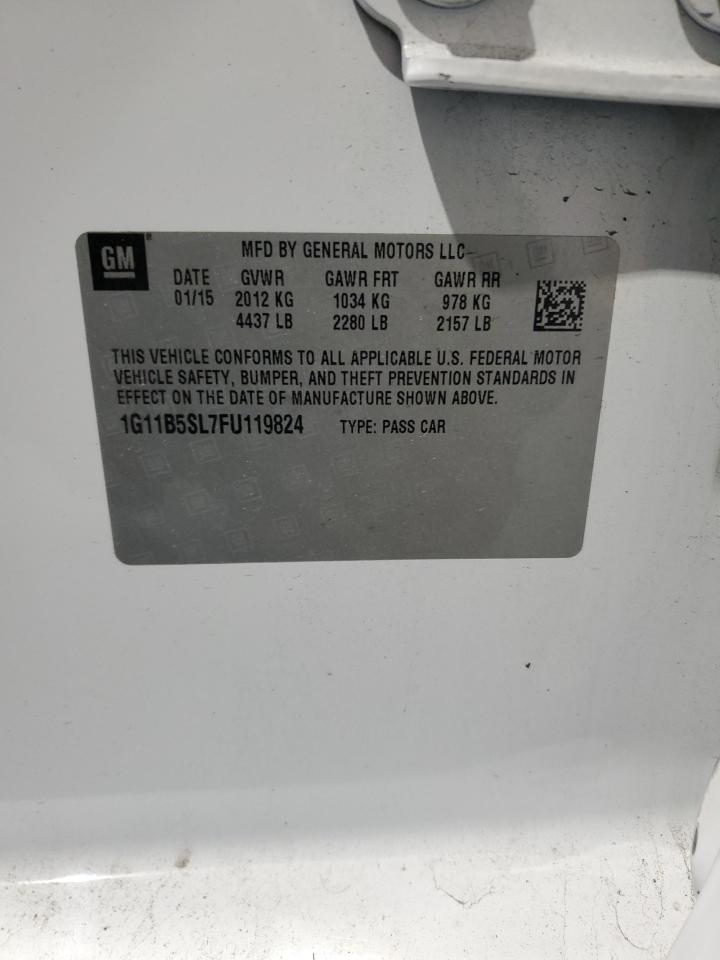 GM
MFD BY GENERAL MOTORS LLC
DATE GVWR GAWR FRT GAWR RR
01/15 2012 KG 1034 KG 978 KG
4437 LB 2280 LB 2157 LB
THIS VEHICLE CONFORMS TO ALL APPLICABLE U.S. FEDERAL MOTOR
VEHICLE SAFETY, BUMPER, AND THEFT PREVENTION STANDARDS IN
EFFECT ON THE DATE OF MANUFACTURE SHOWN ABOVE.
1G11B5SL7FU119824 TYPE: PASS CAR